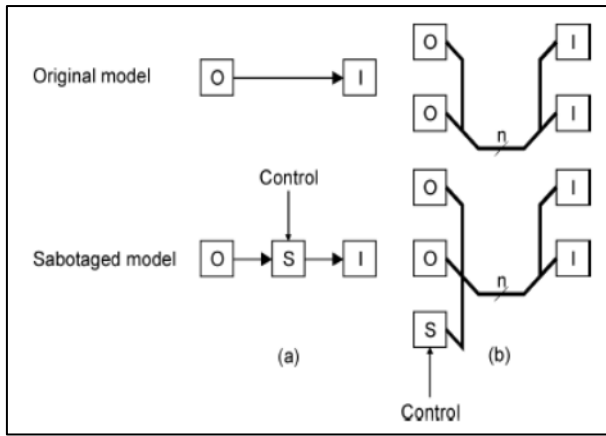 O I
Original model O I
O n I
Control
O I
Sabotaged model O S I O n I
S
(a) (b)
Control